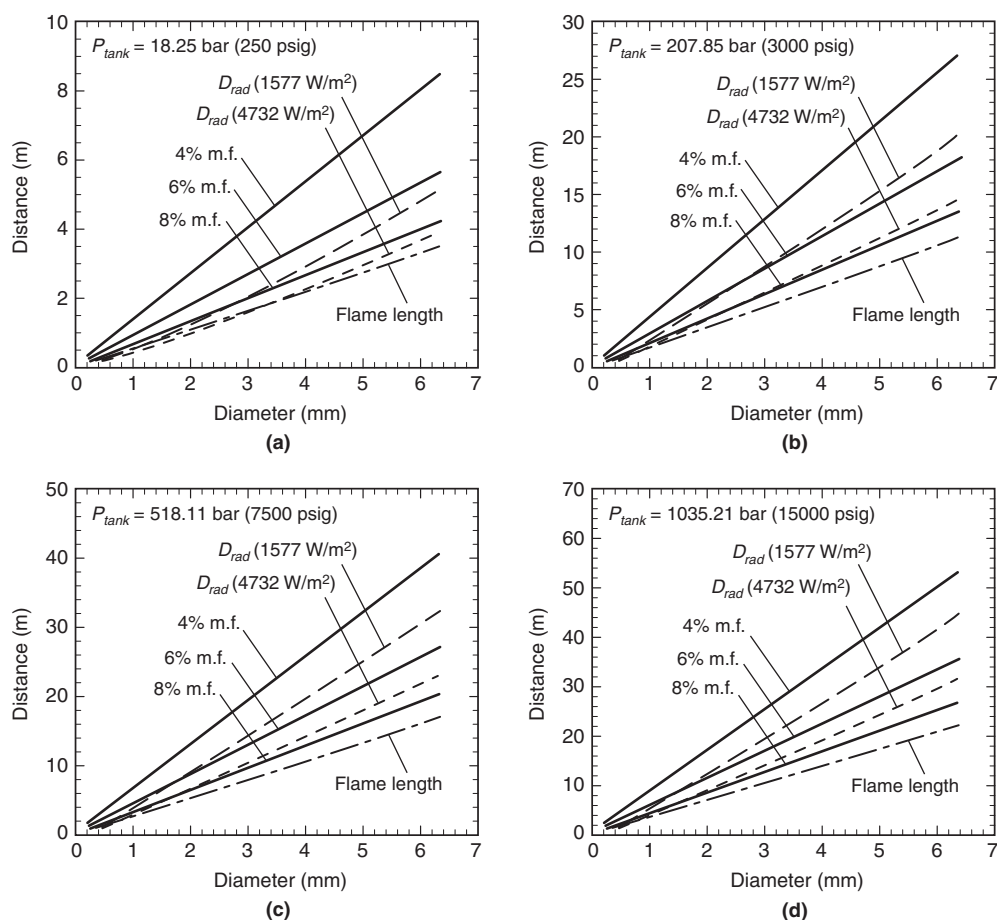 10
8
6
4
2
0
Distance (m)
P_tank = 18.25 bar (250 psig)
D_rad (1577 W/m²)
D_rad (4732 W/m²)
4% m.f.
6% m.f.
8% m.f.
Flame length
0 1 2 3 4 5 6 7
Diameter (mm)
(a)
30
25
20
15
10
5
0
Distance (m)
P_tank = 207.85 bar (3000 psig)
D_rad (1577 W/m²)
D_rad (4732 W/m²)
4% m.f.
6% m.f.
8% m.f.
Flame length
0 1 2 3 4 5 6 7
Diameter (mm)
(b)
50
40
30
20
10
0
Distance (m)
P_tank = 518.11 bar (7500 psig)
D_rad (1577 W/m²)
D_rad (4732 W/m²)
4% m.f.
6% m.f.
8% m.f.
Flame length
0 1 2 3 4 5 6 7
Diameter (mm)
(c)
70
60
50
40
30
20
10
0
Distance (m)
P_tank = 1035.21 bar (15000 psig)
D_rad (1577 W/m²)
D_rad (4732 W/m²)
4% m.f.
6% m.f.
8% m.f.
Flame length
0 1 2 3 4 5 6 7
Diameter (mm)
(d)